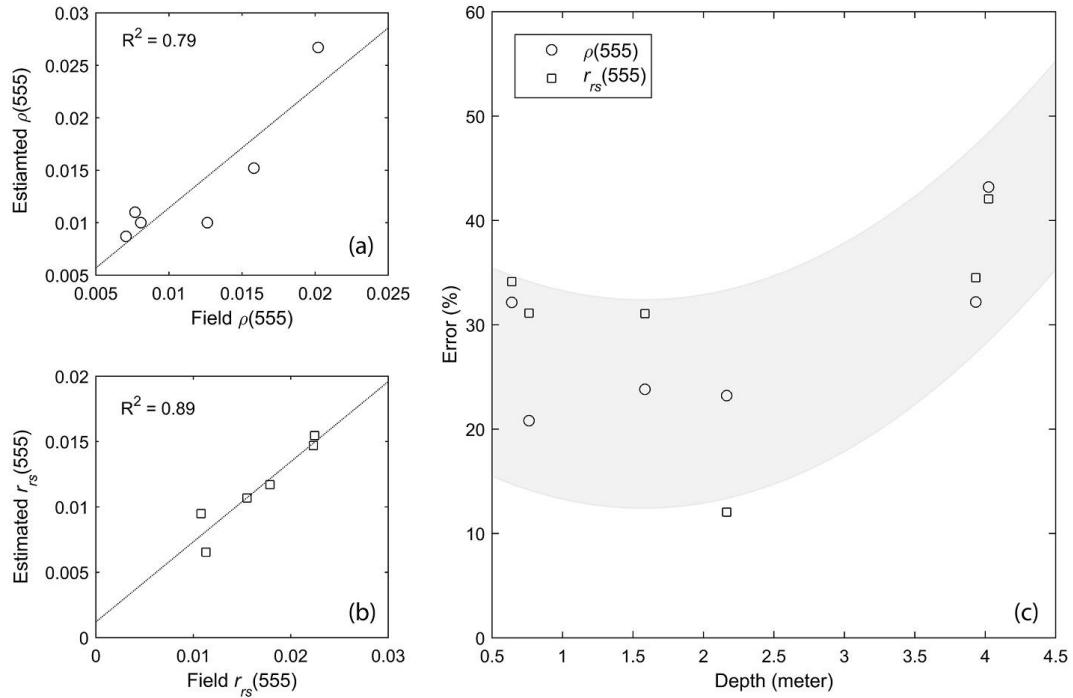 R² = 0.79
0.03
0.025
0.02
0.015
0.01
0.005
0.005
0.01
0.015
0.02
0.025
Estiamted ρ(555)
Field ρ(555)
(a)
R² = 0.89
0.02
0.015
0.01
0.005
0
0
0.01
0.02
0.03
Estimated r_rs(555)
Field r_rs(555)
(b)
ρ(555)
r_rs(555)
60
50
40
30
20
10
0
0.5
1
1.5
2
2.5
3
3.5
4
4.5
Error (%)
Depth (meter)
(c)